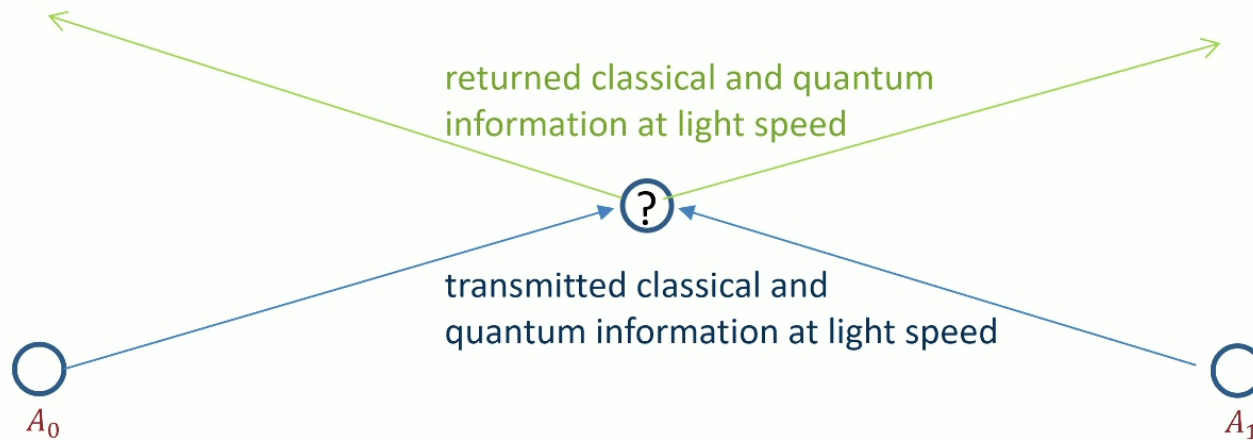 returned classical and quantum
information at light speed
?
transmitted classical and
quantum information at light speed
A₀
A₁